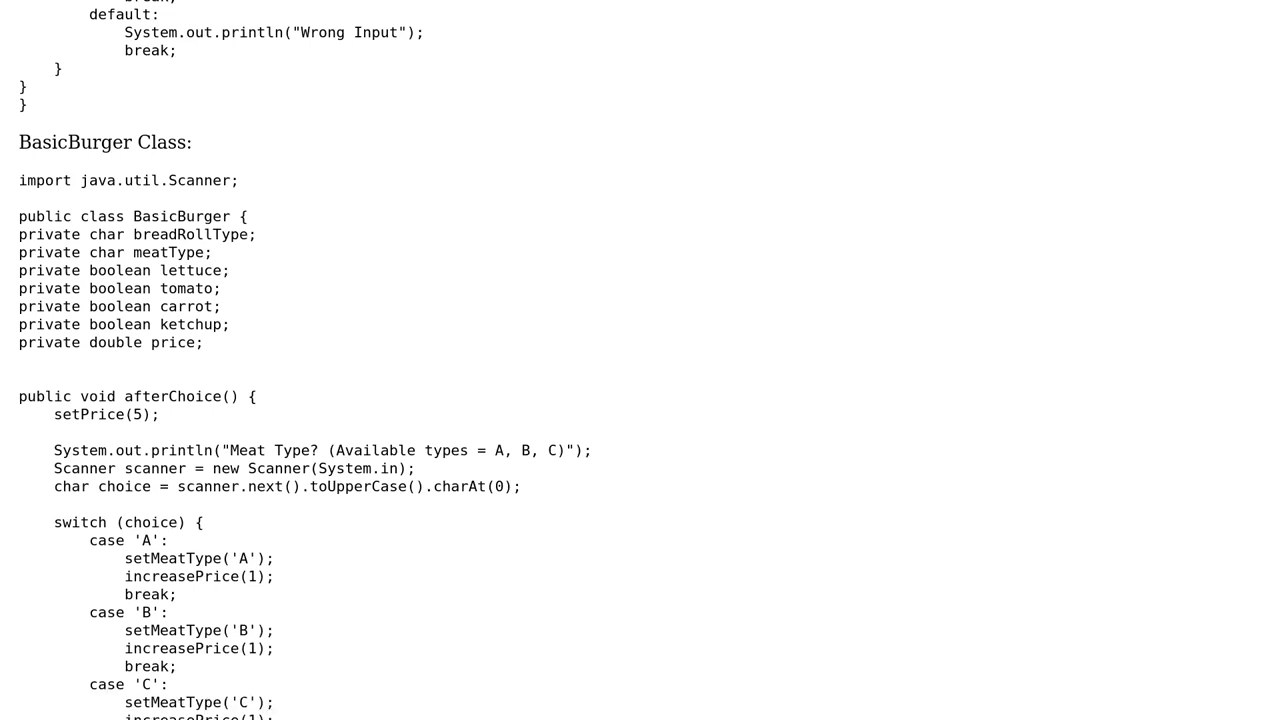 break;
        default:
            System.out.println("Wrong Input");
            break;
    }
}
}
BasicBurger Class:
import java.util.Scanner;
public class BasicBurger {
private char breadRollType;
private char meatType;
private boolean lettuce;
private boolean tomato;
private boolean carrot;
private boolean ketchup;
private double price;
public void afterChoice() {
    setPrice(5);
    System.out.println("Meat Type? (Available types = A, B, C)");
    Scanner scanner = new Scanner(System.in);
    char choice = scanner.next().toUpperCase().charAt(0);
    switch (choice) {
        case 'A':
            setMeatType('A');
            increasePrice(1);
            break;
        case 'B':
            setMeatType('B');
            increasePrice(1);
            break;
        case 'C':
            setMeatType('C');
            increasePrice(1);